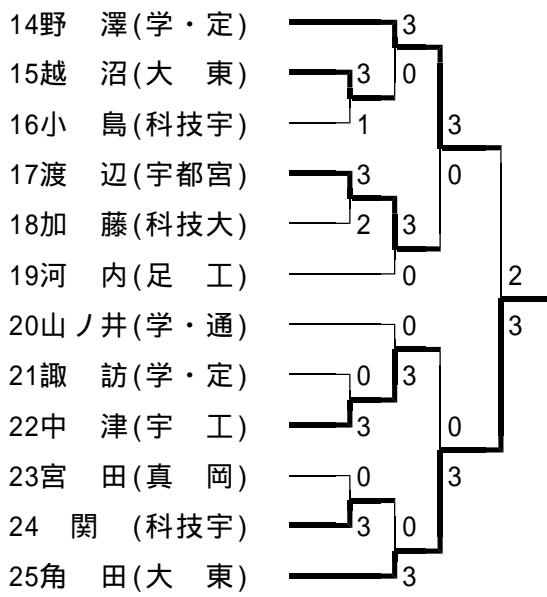 14野　澤(学・定)
3
15越　沼(大　東)
3
0
16小　島(科技宇)
1
3
17渡　辺(宇都宮)
3
0
18加　藤(科技大)
2
3
19河　内(足　工)
0
2
20山ノ井(学・通)
0
3
21諏　訪(学・定)
0
3
22中　津(宇　工)
3
0
23宮　田(真　岡)
0
3
24　関　(科技宇)
3
0
25角　田(大　東)
3